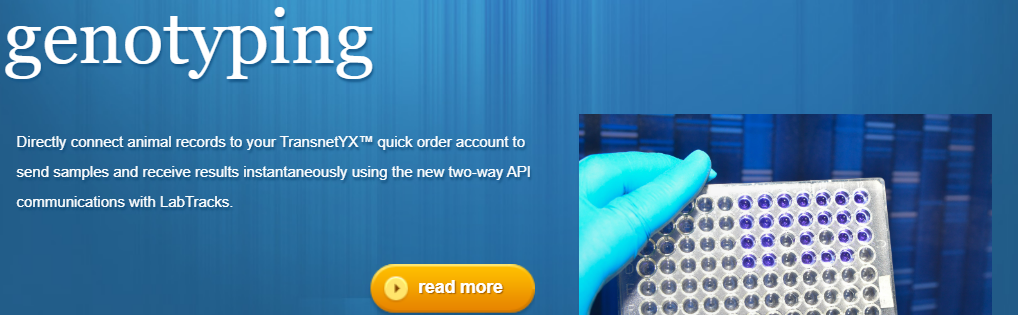 genotyping
Directly connect animal records to your TransnetYX™ quick order account to
send samples and receive results instantaneously using the new two-way API
communications with LabTracks.
read more